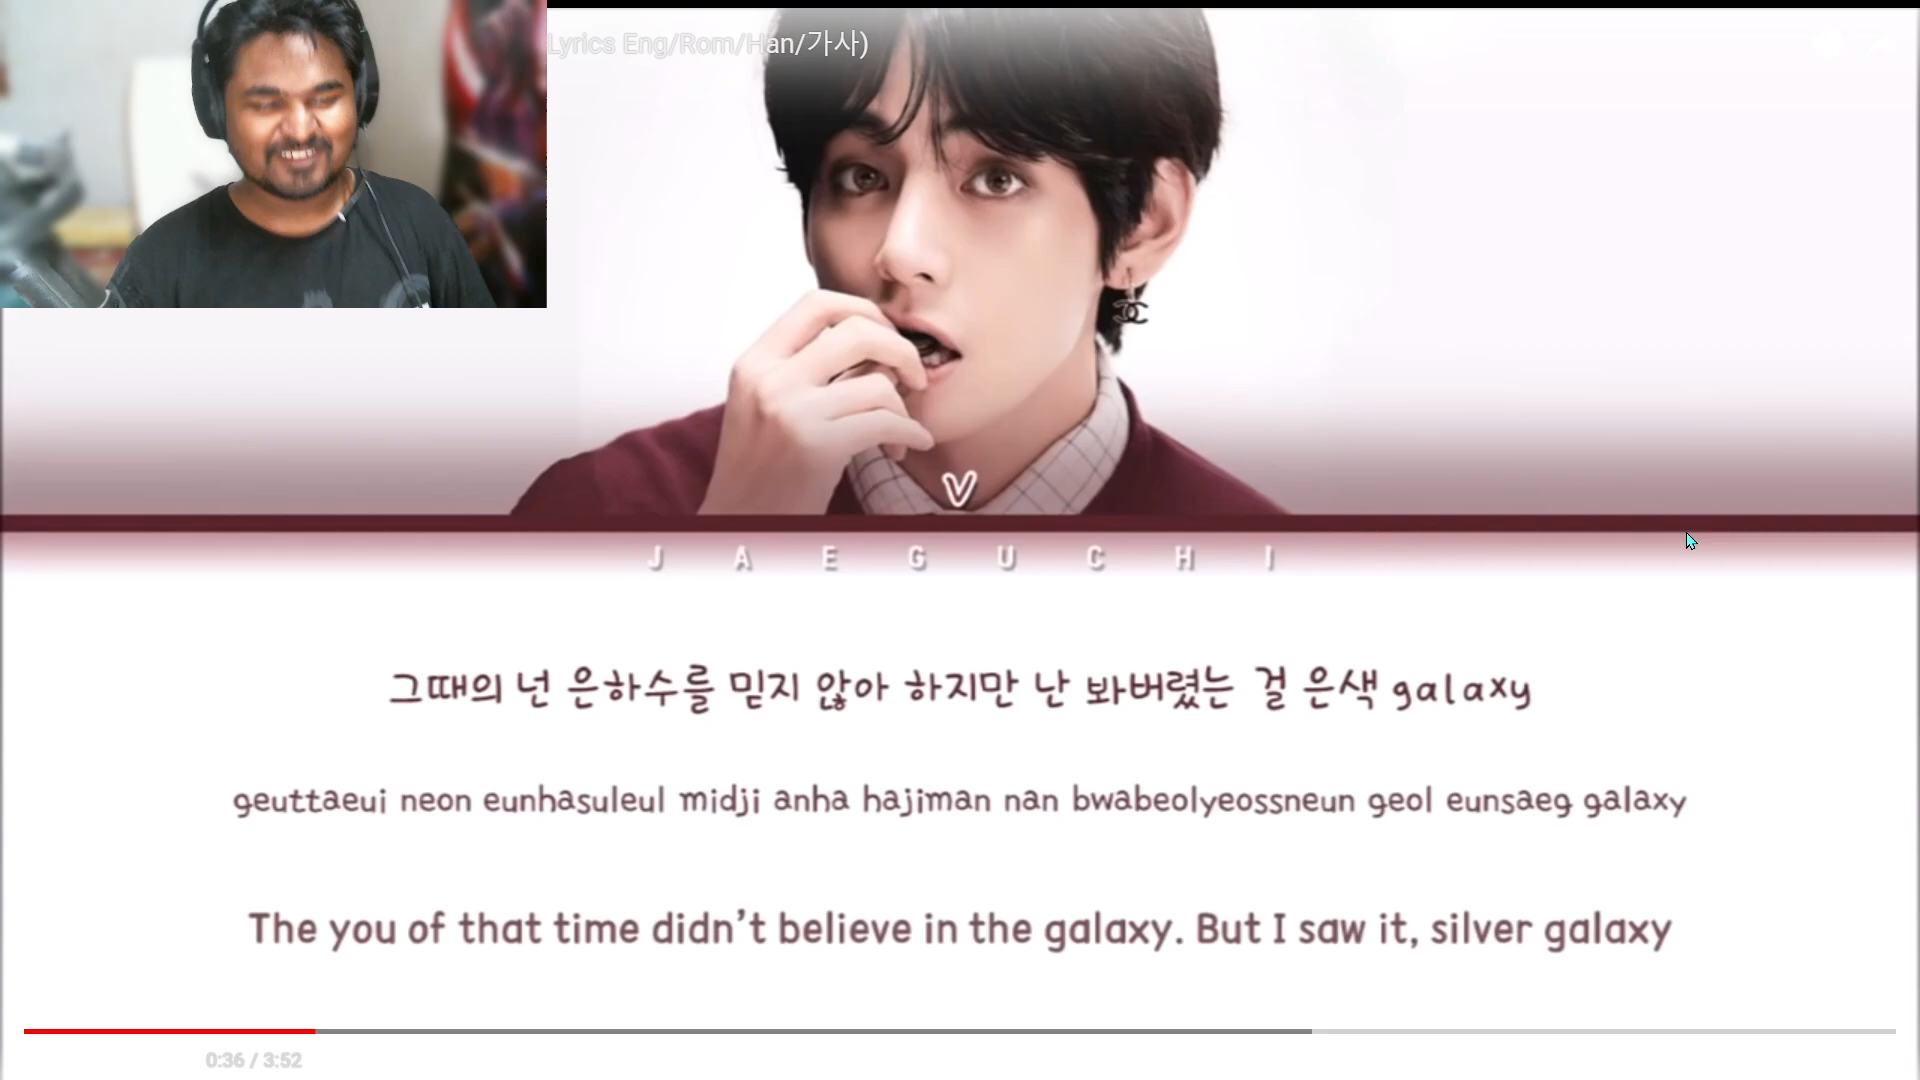 Lyrics Eng/Rom/Han/가사)
V
JAEGUCHI
그때의 넌 은하수를 믿지 않아 하지만 난 봐버렸는 걸 은색 galaxy
geuttaeui neon eunhasuleul midji anha hajiman nan bwabeolyeossneun geol eunsaeg galaxy
The you of that time didn't believe in the galaxy. But I saw it, silver galaxy
0:36 / 3:52